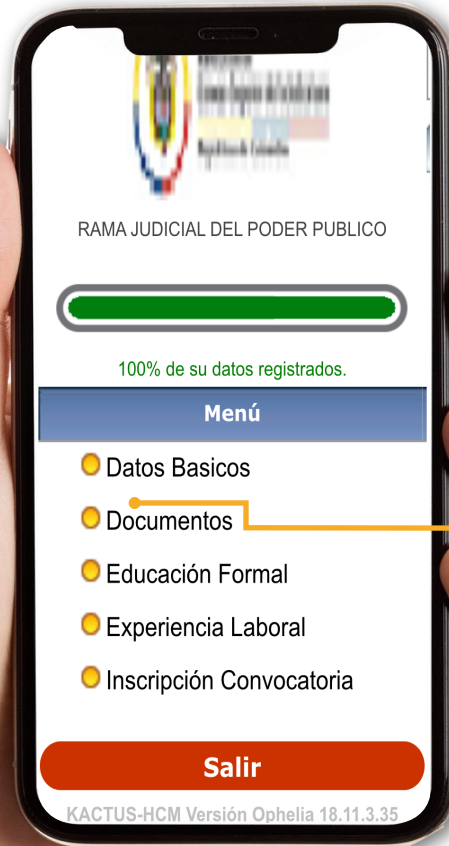 RAMA JUDICIAL DEL PODER PUBLICO
100% de su datos registrados.
Menú
Datos Basicos
Documentos
Educación Formal
Experiencia Laboral
Inscripción Convocatoria
Salir
KACTUS-HCM Versión Ophelia 18.11.3.35